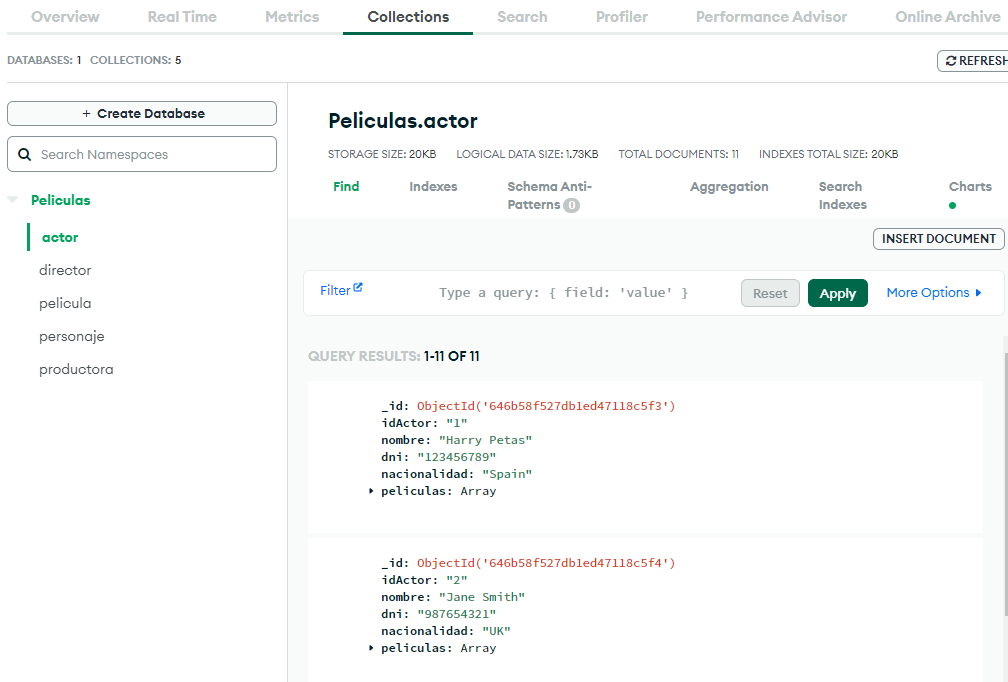 Overview Real Time Metrics Collections Search Profiler Performance Advisor Online Archive
DATABASES: 1 COLLECTIONS: 5
REFRESH
+ Create Database
Search Namespaces
Peliculas
actor
director
pelicula
personaje
productora
Peliculas.actor
STORAGE SIZE: 20KB LOGICAL DATA SIZE: 1.73KB TOTAL DOCUMENTS: 11 INDEXES TOTAL SIZE: 20KB
Find Indexes Schema Anti-Patterns 0 Aggregation Search Indexes Charts
INSERT DOCUMENT
Filter Type a query: { field: 'value' } Reset Apply More Options
QUERY RESULTS: 1-11 OF 11
_id: ObjectId('646b58f527db1ed47118c5f3')
idActor: "1"
nombre: "Harry Petas"
dni: "123456789"
nacionalidad: "Spain"
peliculas: Array
_id: ObjectId('646b58f527db1ed47118c5f4')
idActor: "2"
nombre: "Jane Smith"
dni: "987654321"
nacionalidad: "UK"
peliculas: Array